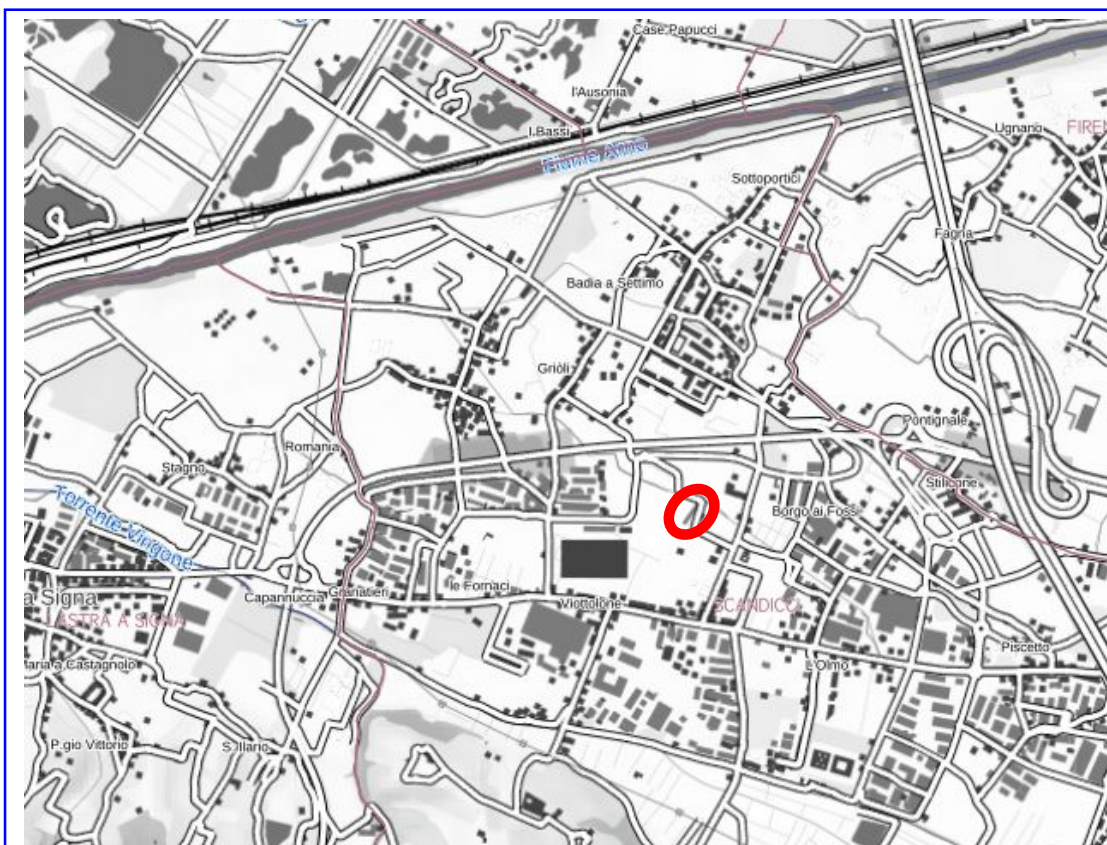 Case Papucci
l'Ausonia
I Bassi
Fiume Arno
Ugnano
FIREN
Sottoportici
Fagna
Badia a Settimo
Grioli
Pontignale
Romania
Stagno
Stilicone
Torrente Vingone
Borgo ai Fossi
le Fornaci
a Signa
Capannuccia
Granatieri
Viottolone
SCANDICCI
LASTRA A SIGNA
Piscetto
Maria a Castagnolo
L'Olmo
P.gio Vittorio
S. Ilario